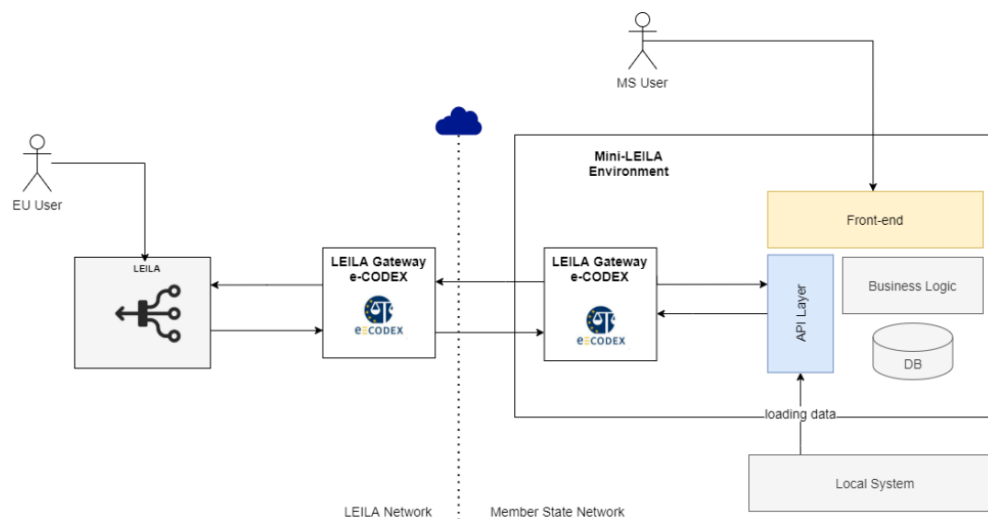 MS User
EU User
Mini-LEILA
Environment
Front-end
LEILA
LEILA Gateway
e-CODEX
e-CODEX
LEILA Gateway
e-CODEX
e-CODEX
API Layer
Business Logic
DB
loading data
Local System
LEILA Network
Member State Network